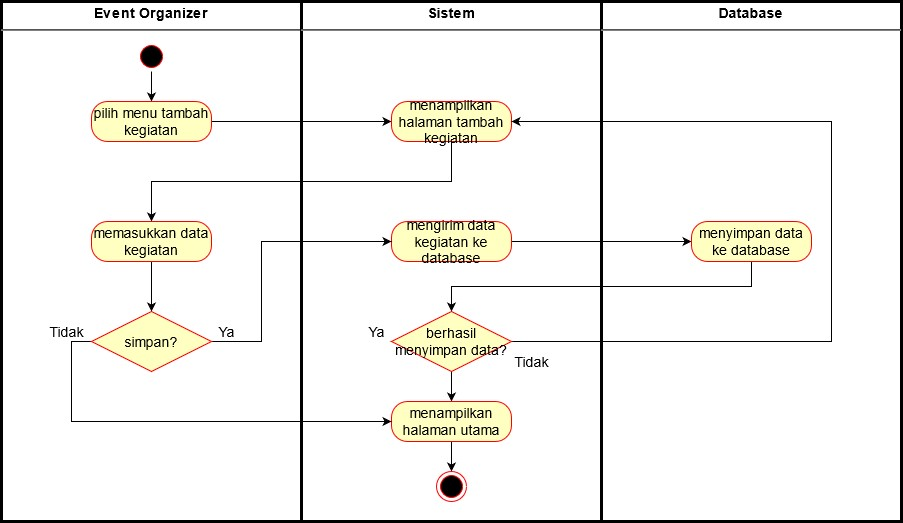 Event Organizer
Sistem
Database
pilih menu tambah
kegiatan
menampilkan
halaman tambah
kegiatan
memasukkan data
kegiatan
mengirim data
kegiatan ke
database
menyimpan data
ke database
Tidak
simpan?
Ya
Ya
berhasil
menyimpan data?
Tidak
menampilkan
halaman utama